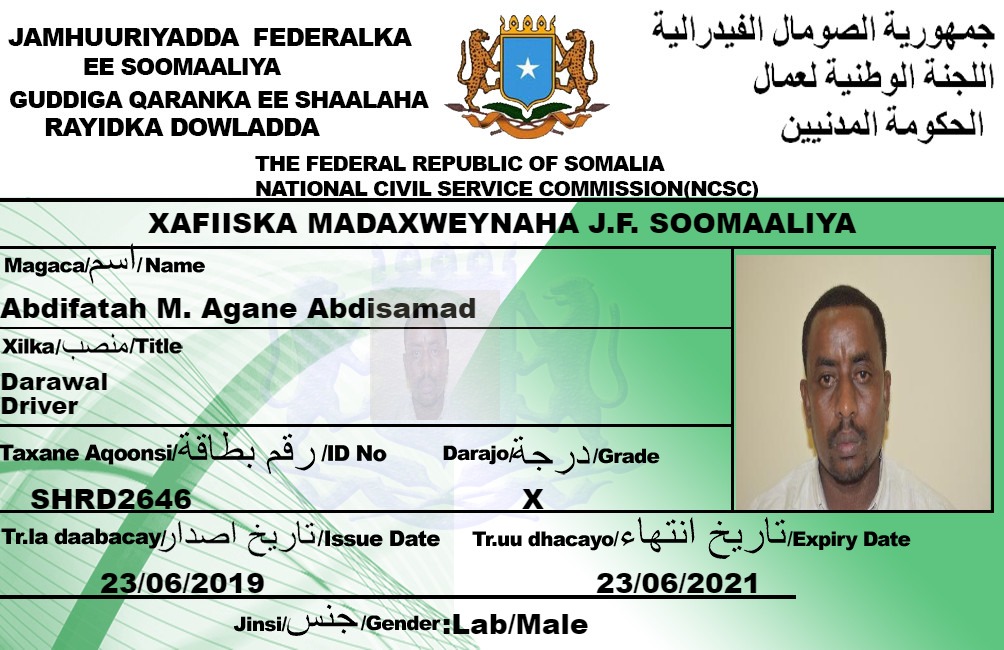 JAMHUURIYADDA FEDERALKA
EE SOOMAALIYA
GUDDIGA QARANKA EE SHAALAHA
RAYIDKA DOWLADDA
جمهورية الصومال الفيدرالية
اللجنة الوطنية لعمال
الحكومة المدنيين
THE FEDERAL REPUBLIC OF SOMALIA
NATIONAL CIVIL SERVICE COMMISSION(NCSC)
XAFIISKA MADAXWEYNAHA J.F. SOOMAALIYA
Magaca/اسم/Name
Abdifatah M. Agane Abdisamad
Xilka/منصب/Title
Darawal
Driver
Taxane Aqoonsi/رقم بطاقة/ID No
SHRD2646
Darajo/درجة/Grade
X
Tr.la daabacay/تاريخ اصدار/Issue Date
23/06/2019
Tr.uu dhacayo/تاريخ انتهاء/Expiry Date
23/06/2021
Jinsi/جنس/Gender:Lab/Male